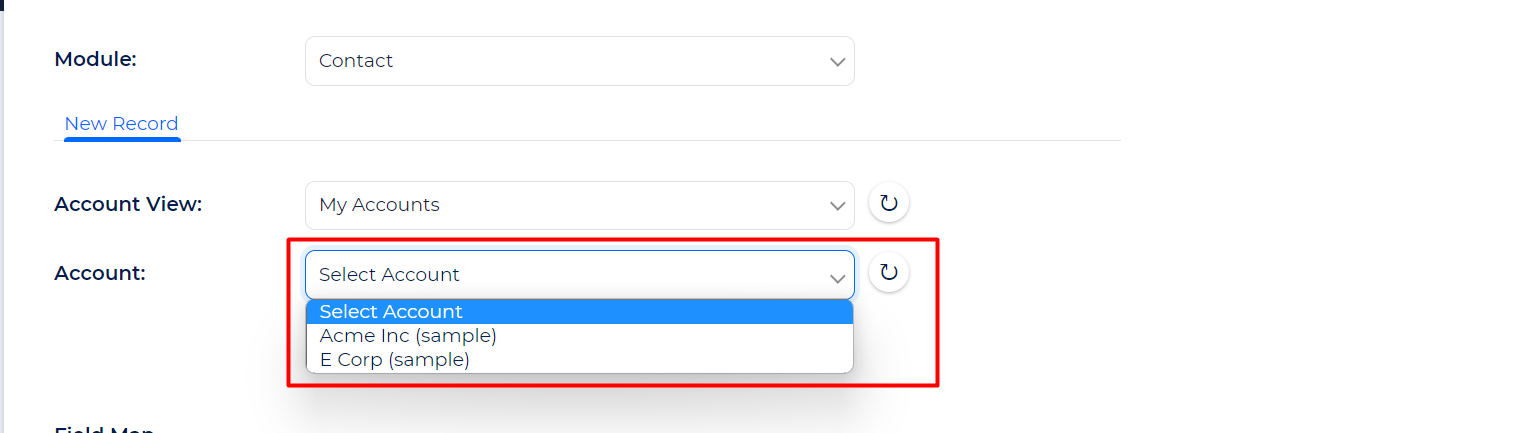 Module:
Contact
New Record
Account View:
My Accounts
Account:
Select Account
Select Account
Acme Inc (sample)
E Corp (sample)
Field Map